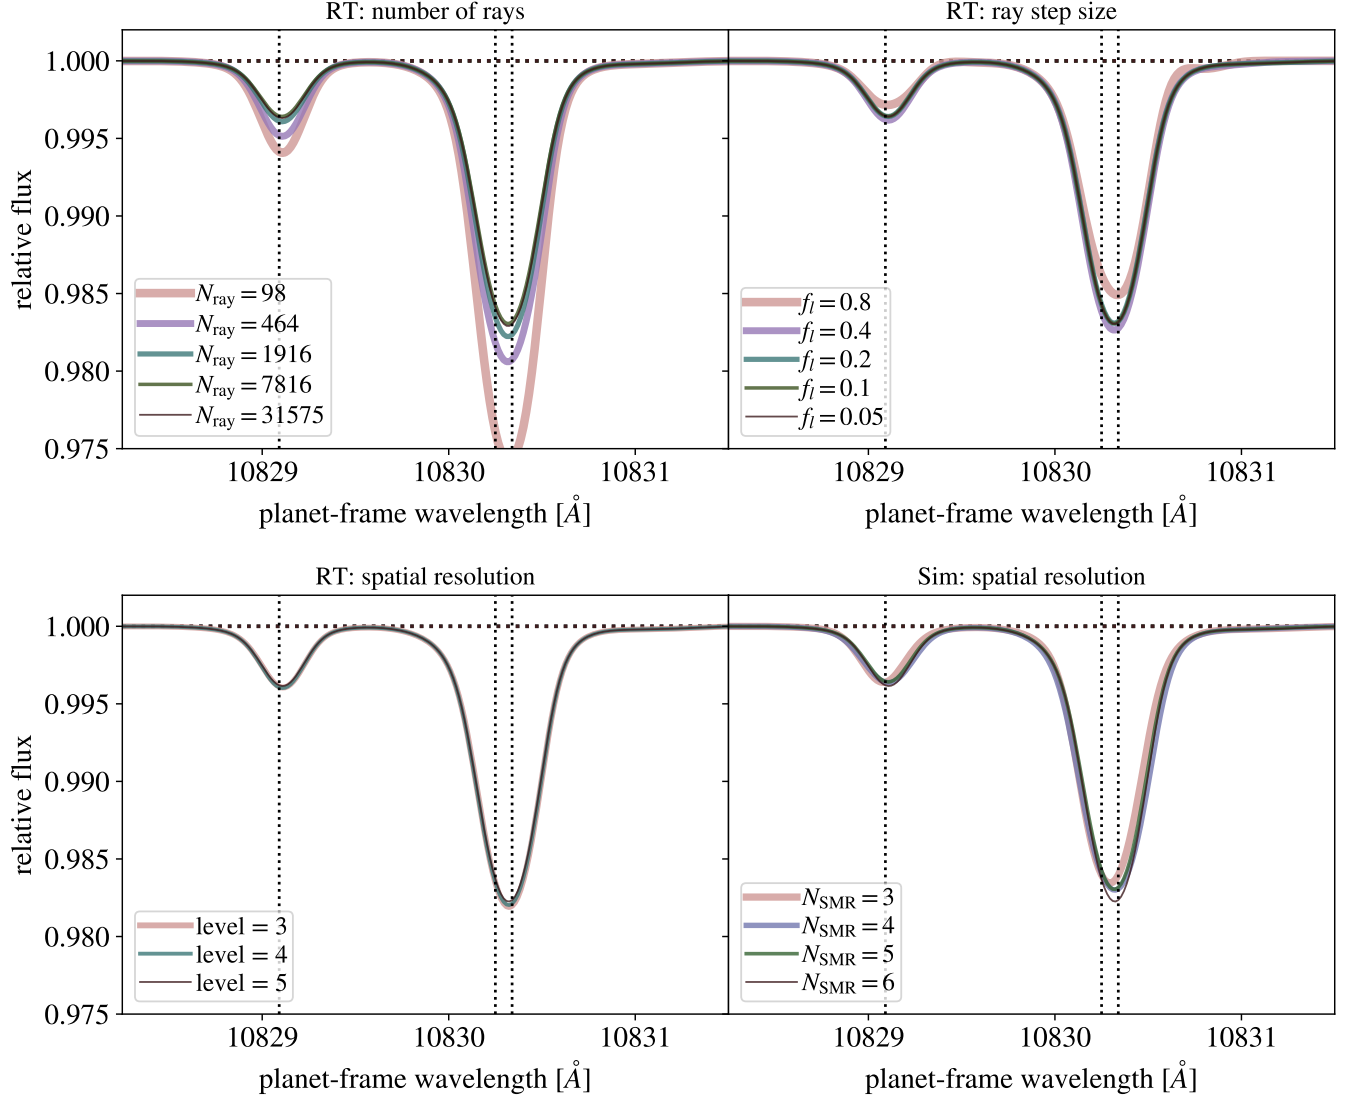 RT: number of rays
RT: ray step size
1.000
0.995
0.990
0.985
0.980
0.975
relative flux
N_ray = 98
N_ray = 464
N_ray = 1916
N_ray = 7816
N_ray = 31575
f_l = 0.8
f_l = 0.4
f_l = 0.2
f_l = 0.1
f_l = 0.05
10829
10830
10831
10829
10830
10831
planet-frame wavelength [Å]
planet-frame wavelength [Å]
RT: spatial resolution
Sim: spatial resolution
1.000
0.995
0.990
0.985
0.980
0.975
relative flux
level = 3
level = 4
level = 5
N_SMR = 3
N_SMR = 4
N_SMR = 5
N_SMR = 6
10829
10830
10831
10829
10830
10831
planet-frame wavelength [Å]
planet-frame wavelength [Å]